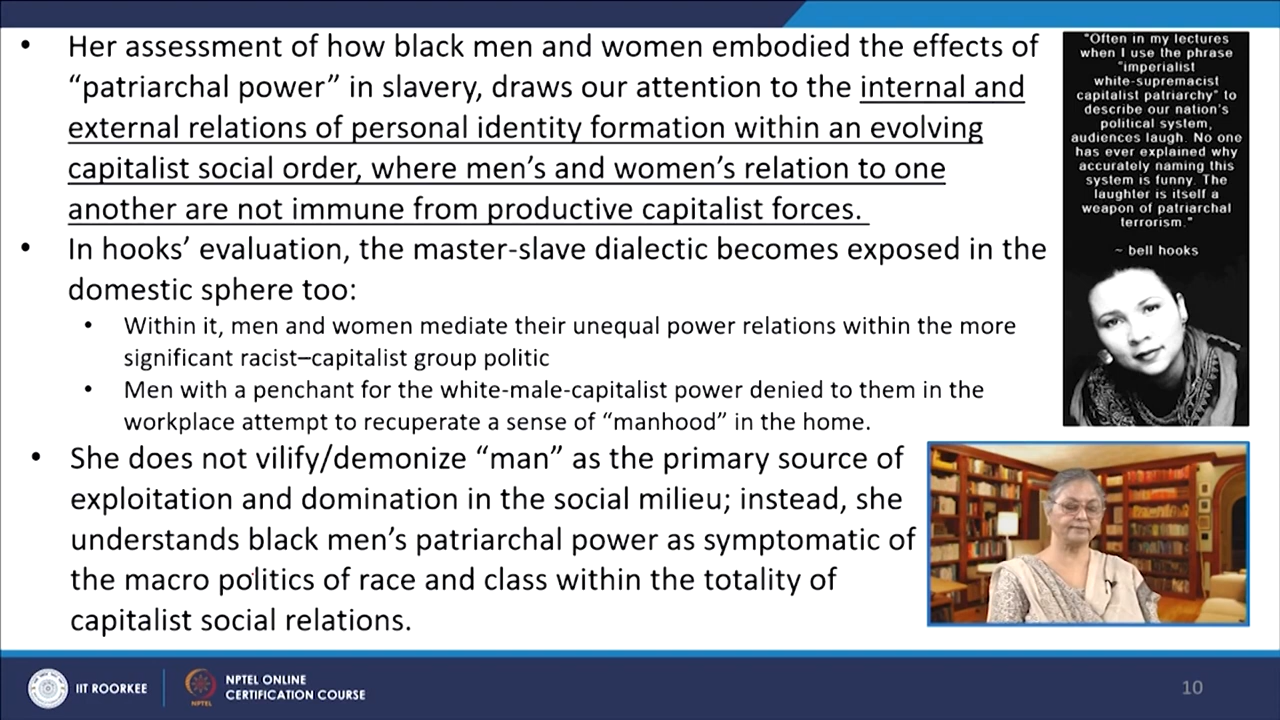 • Her assessment of how black men and women embodied the effects of
“patriarchal power” in slavery, draws our attention to the internal and
external relations of personal identity formation within an evolving
capitalist social order, where men’s and women’s relation to one
another are not immune from productive capitalist forces.
• In hooks’ evaluation, the master-slave dialectic becomes exposed in the
domestic sphere too:
• Within it, men and women mediate their unequal power relations within the more
significant racist–capitalist group politic
• Men with a penchant for the white-male-capitalist power denied to them in the
workplace attempt to recuperate a sense of “manhood” in the home.
• She does not vilify/demonize “man” as the primary source of
exploitation and domination in the social milieu; instead, she
understands black men’s patriarchal power as symptomatic of
the macro politics of race and class within the totality of
capitalist social relations.
"Often in my lectures
when I use the phrase
"imperialist
white-supremacist
capitalist patriarchy" to
describe our nation's
political system,
audiences laugh. No one
has ever explained why
accurately naming this
system is funny. The
laughter is itself a
weapon of patriarchal
terrorism."
~ bell hooks
IIT ROORKEE
NPTEL
NPTEL ONLINE
CERTIFICATION COURSE
10